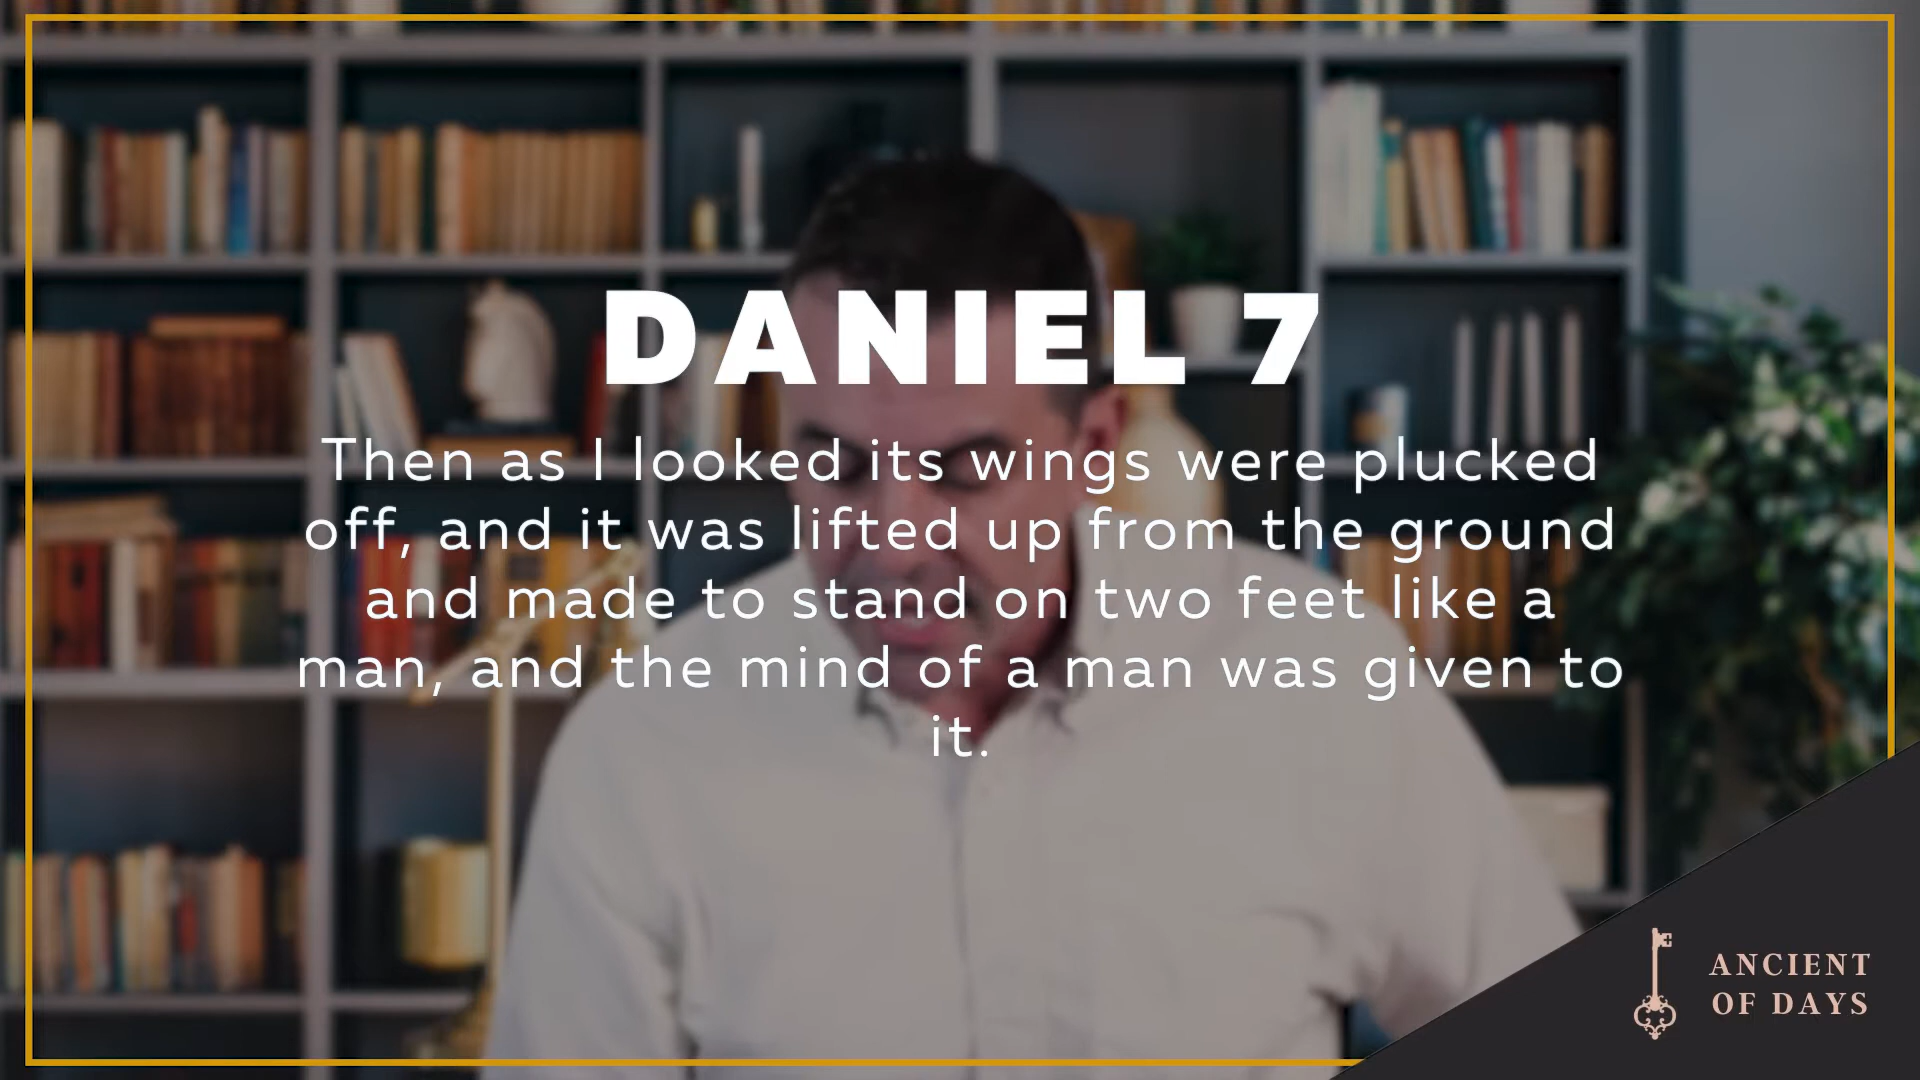 DANIEL 7
Then as I looked its wings were plucked
off, and it was lifted up from the ground
and made to stand on two feet like a
man, and the mind of a man was given to
it.
ANCIENT
OF DAYS